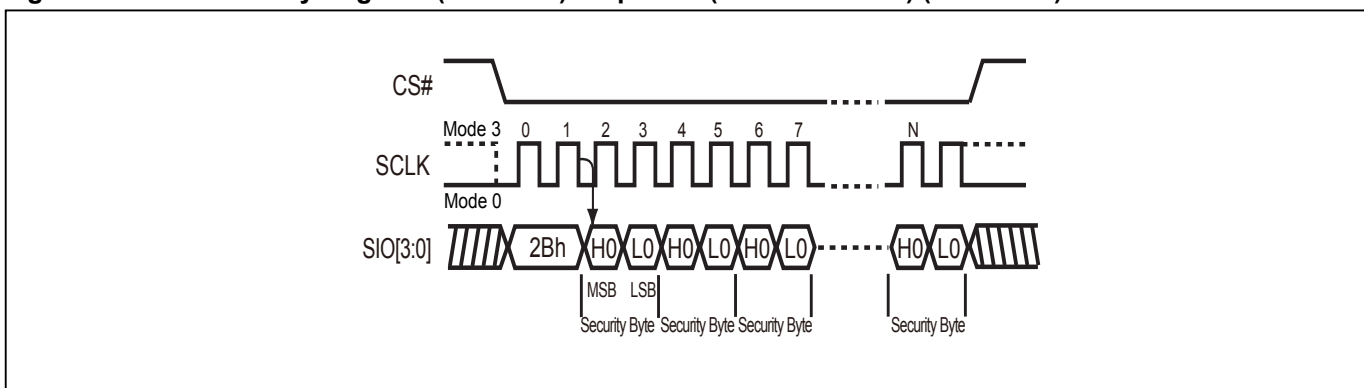 CS#
Mode 3 0 1 2 3 4 5 6 7 N
SCLK
Mode 0
SIO[3:0] 2Bh H0 L0 H0 L0 H0 L0 H0 L0
MSB LSB
Security Byte Security Byte Security Byte Security Byte